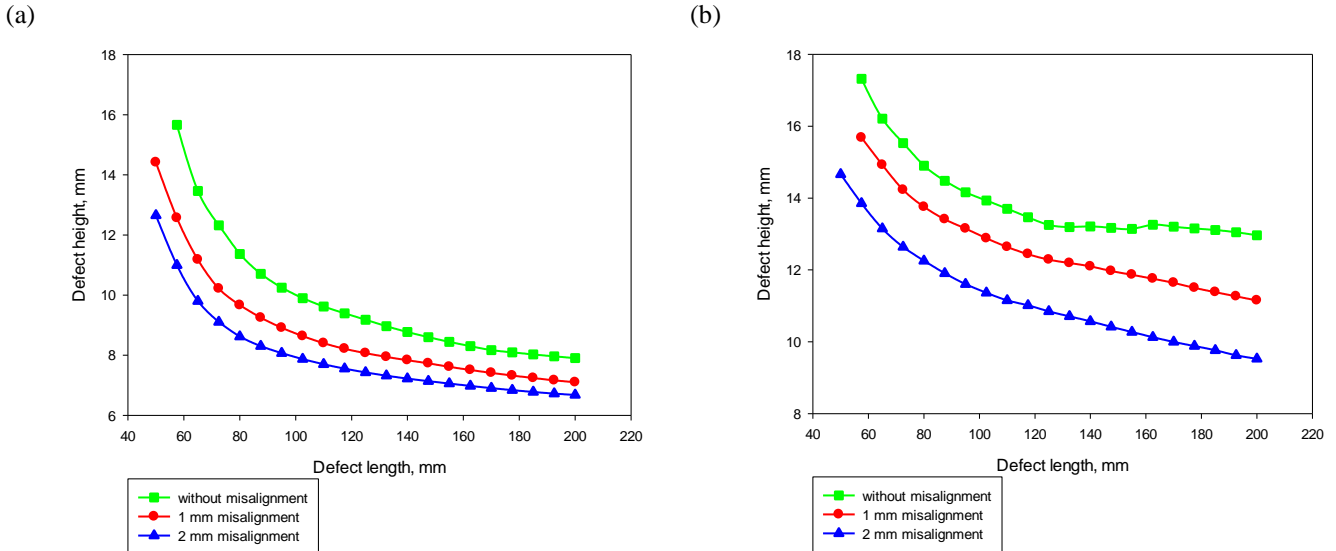 (a)
(b)
18
16
14
12
10
8
6
Defect height, mm
40 60 80 100 120 140 160 180 200 220
Defect length, mm
without misalignment
1 mm misalignment
2 mm misalignment
18
16
14
12
10
8
Defect height, mm
40 60 80 100 120 140 160 180 200 220
Defect length, mm
without misalignment
1 mm misalignment
2 mm misalignment